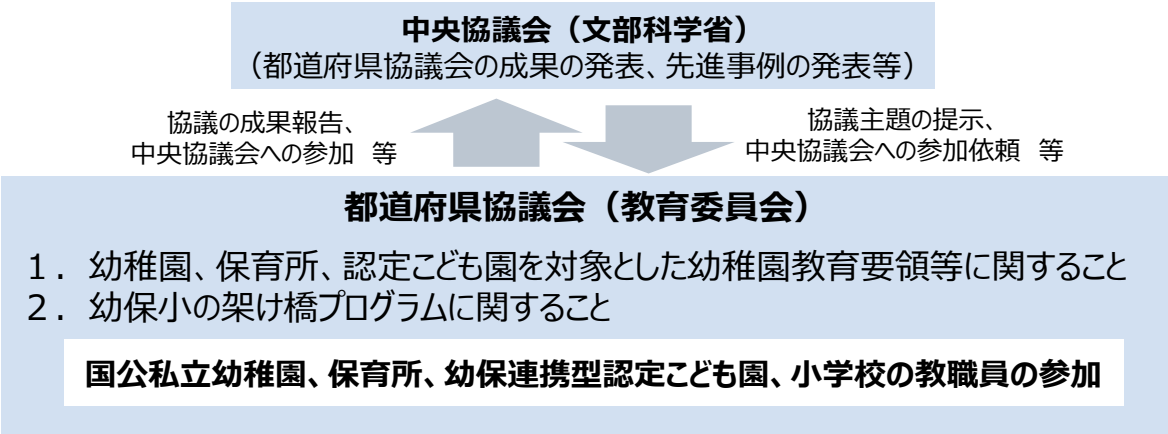 中央協議会（文部科学省）
（都道府県協議会の成果の発表、先進事例の発表等）
協議の成果報告、
中央協議会への参加　等
協議主題の提示、
中央協議会への参加依頼　等
都道府県協議会（教育委員会）
１．幼稚園、保育所、認定こども園を対象とした幼稚園教育要領等に関すること
２．幼保小の架け橋プログラムに関すること
国公私立幼稚園、保育所、幼保連携型認定こども園、小学校の教職員の参加